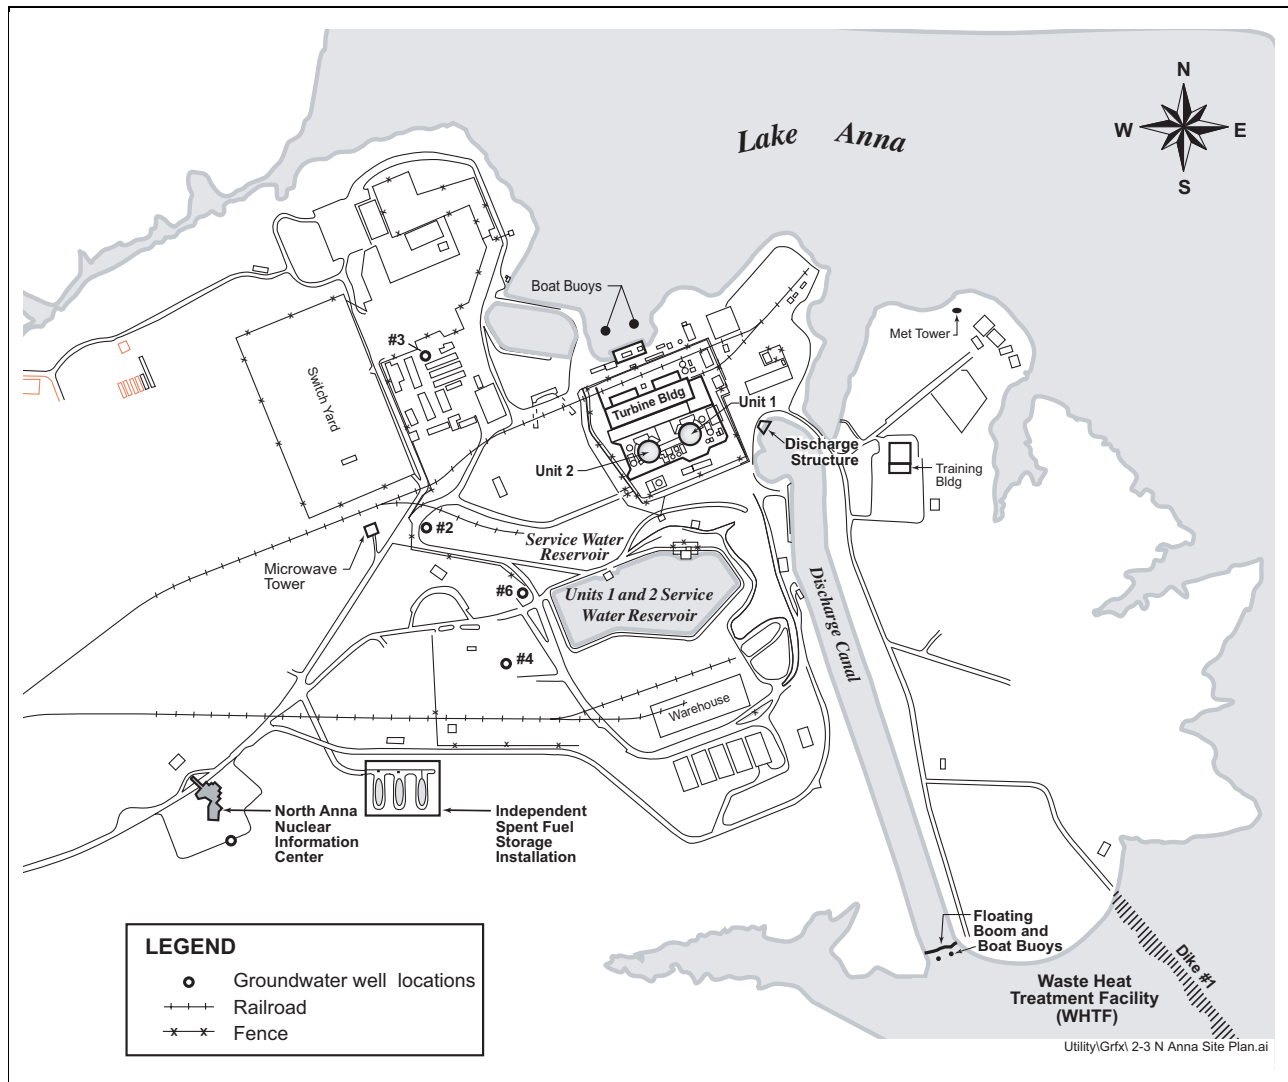 N
W E
S
Lake Anna
Boat Buoys
Met Tower
#3
Switch Yard
Turbine Bldg
Unit 1
Unit 2
Discharge
Structure
Training
Bldg
#2
Service Water
Reservoir
Microwave
Tower
#6
Units 1 and 2 Service
Water Reservoir
Discharge Canal
#4
Warehouse
North Anna
Nuclear
Information
Center
Independent
Spent Fuel
Storage
Installation
Floating
Boom and
Boat Buoys
Dike #1
Waste Heat
Treatment Facility
(WHTF)
LEGEND
Groundwater well locations
Railroad
Fence
Utility\Grfx\ 2-3 N Anna Site Plan.ai